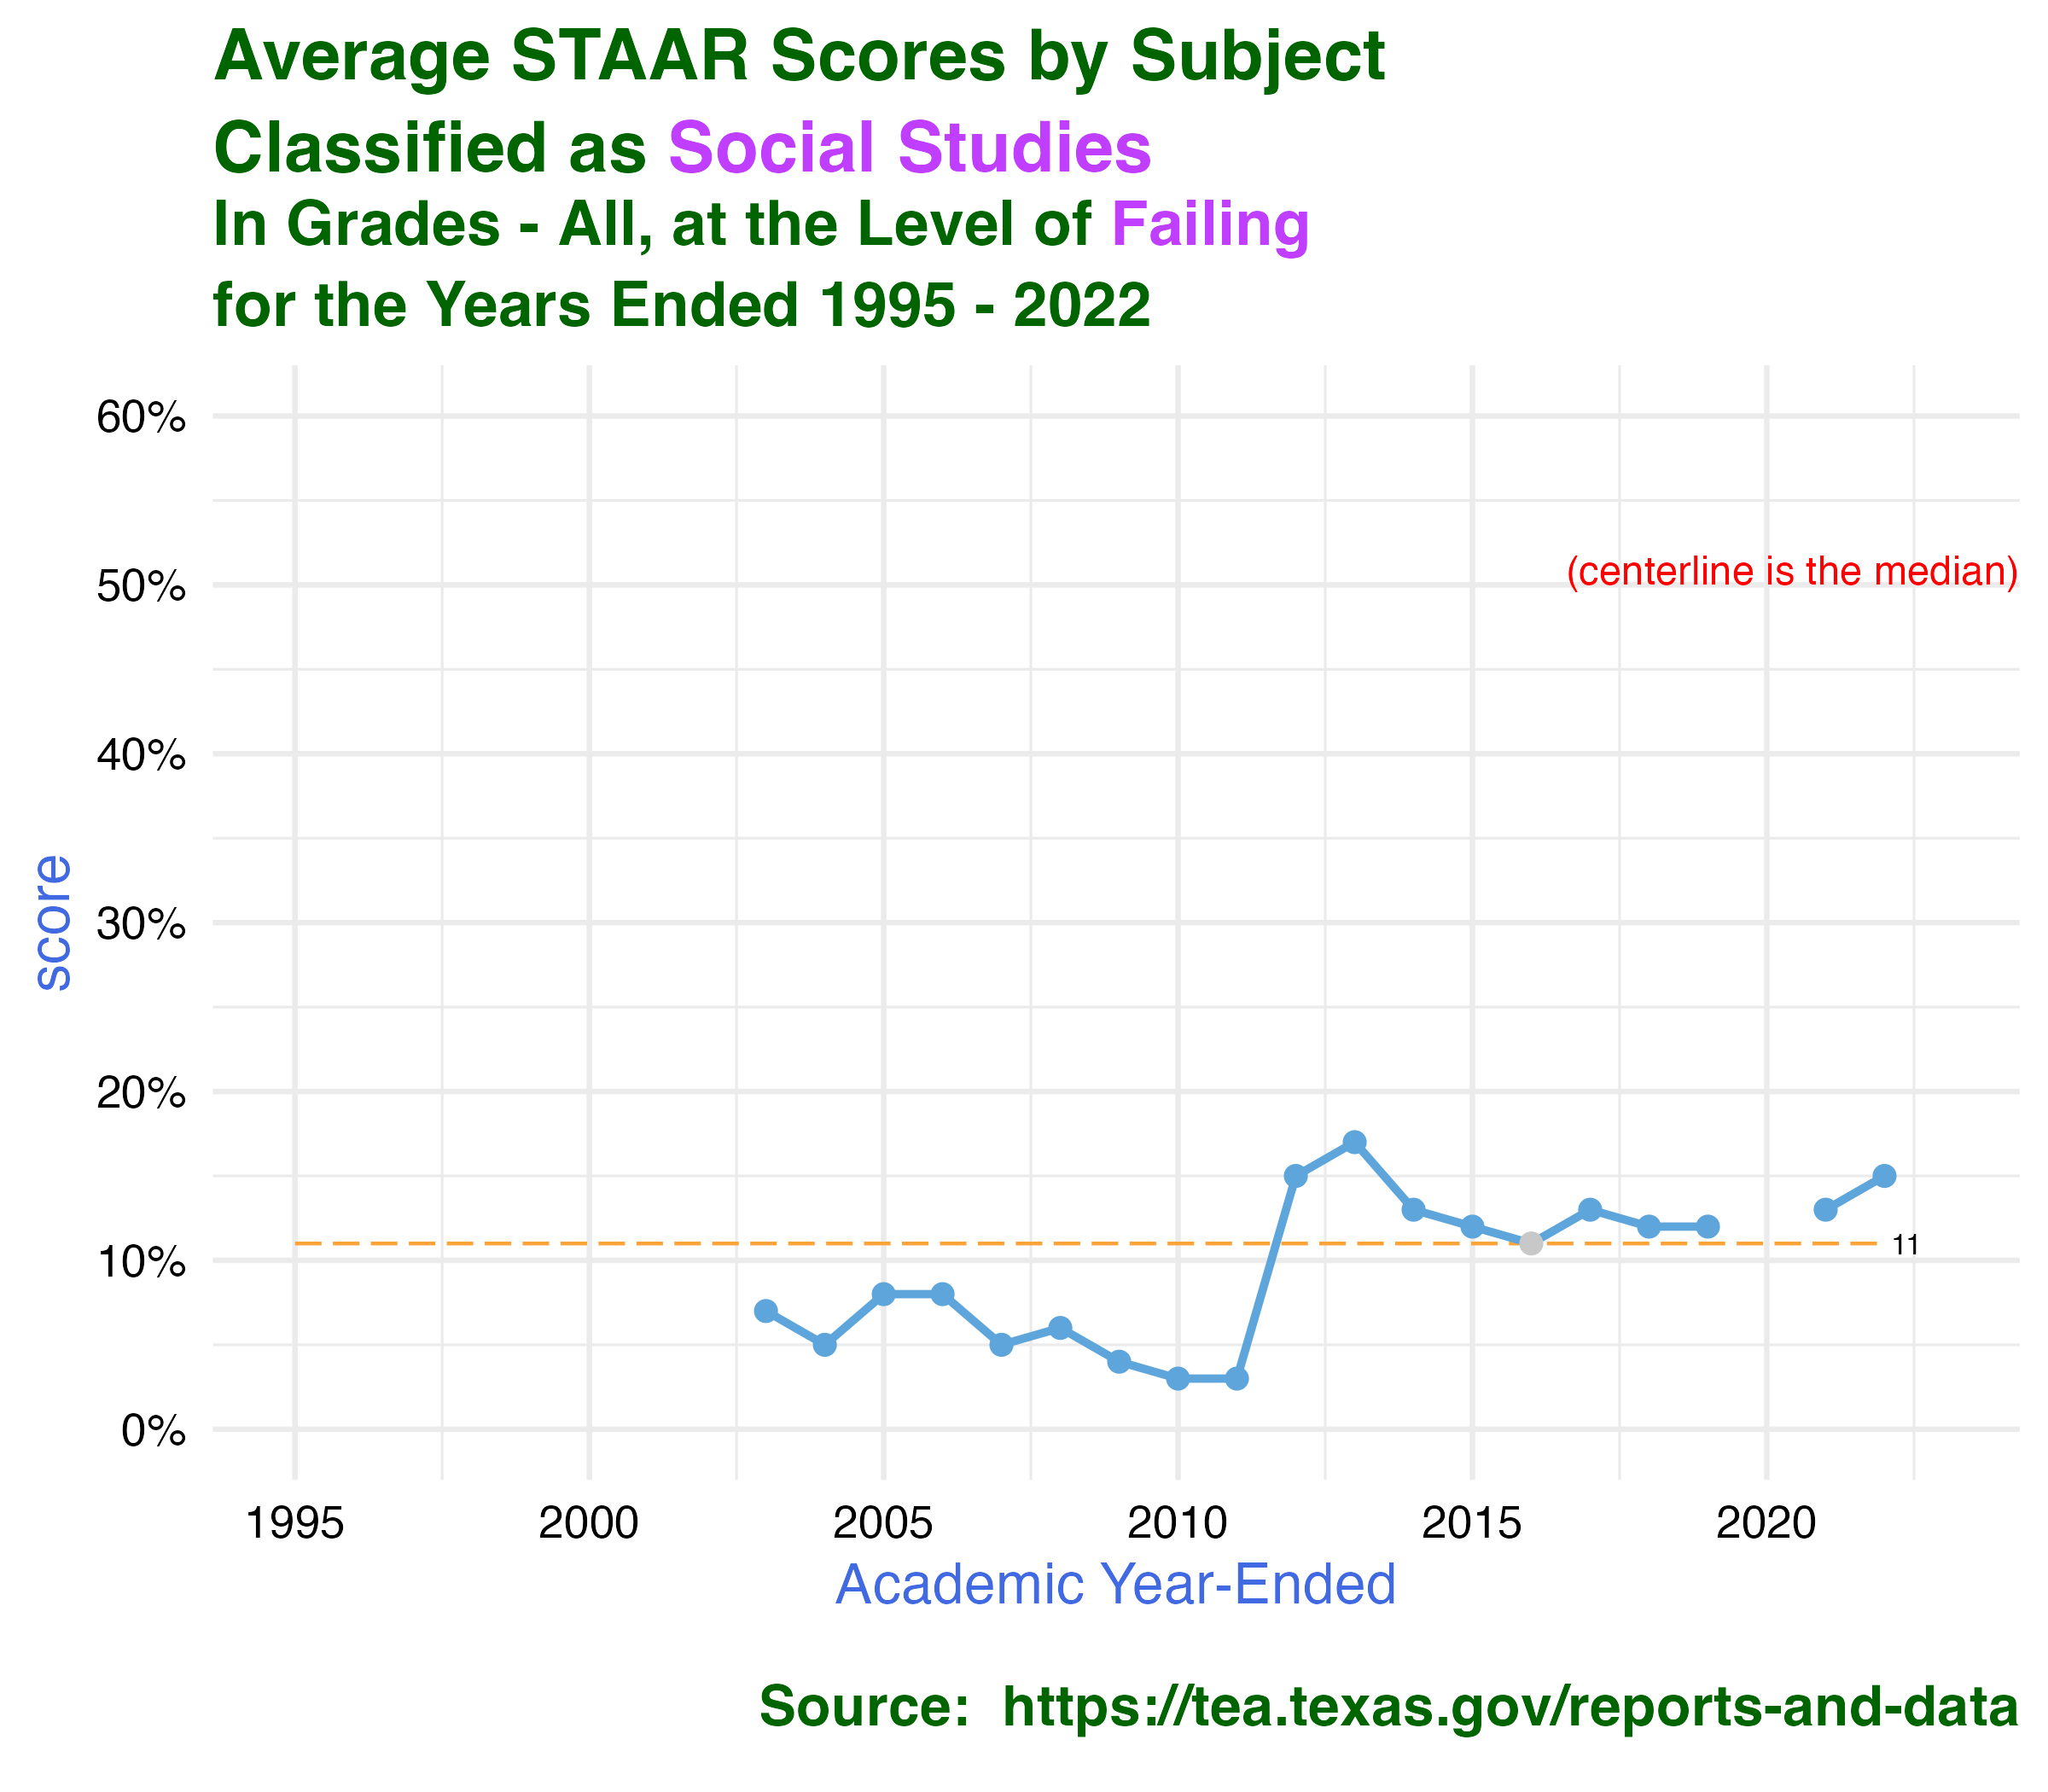 Average STAAR Scores by Subject
Classified as Social Studies
In Grades - All, at the Level of Failing
for the Years Ended 1995 - 2022
60%
(centerline is the median)
50%
40%
score
30%
20%
10%
11
0%
1995 2000 2005 2010 2015 2020
Academic Year-Ended
Source:  https://tea.texas.gov/reports-and-data